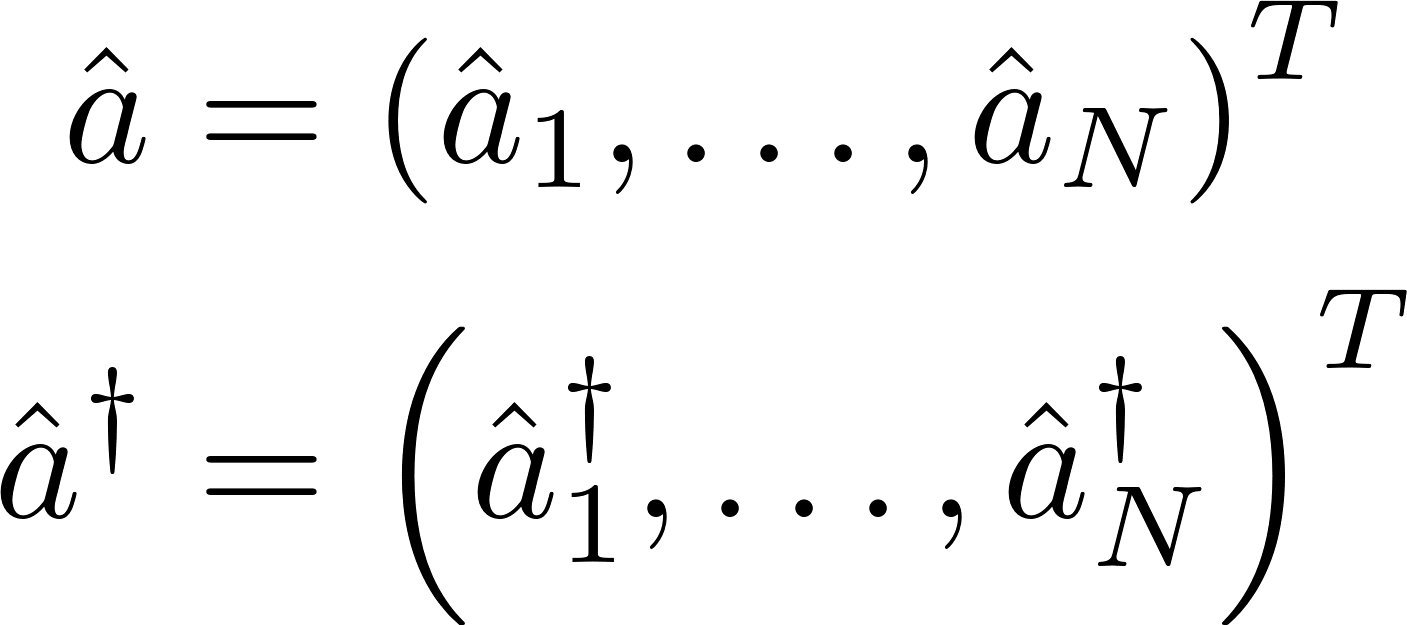 â = (â₁, . . . , â_N)^T
â^† = (â₁^†, . . . , â_N^†)^T